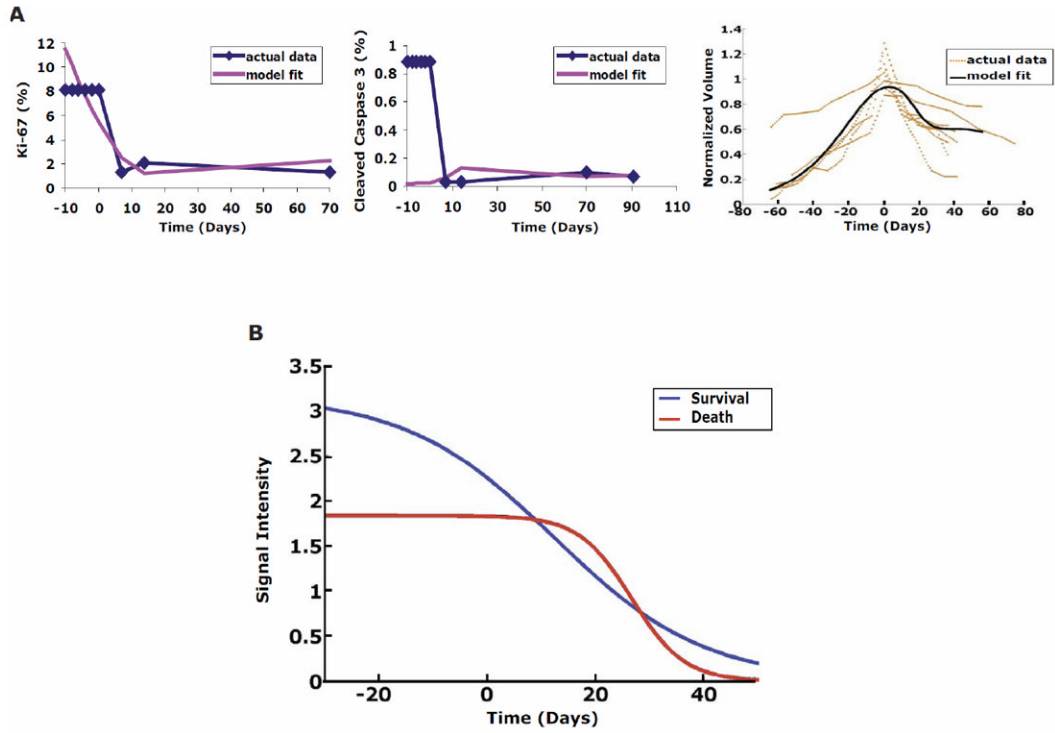 A
Ki-67 (%)
12
10
8
6
4
2
0
-10 0 10 20 30 40 50 60 70
Time (Days)
actual data
model fit
Cleaved Caspase 3 (%)
1
0.8
0.6
0.4
0.2
0
-10 10 30 50 70 90 110
Time (Days)
actual data
model fit
Normalized Volume
1.4
1.2
1
0.8
0.6
0.4
0.2
0
-80 -60 -40 -20 0 20 40 60 80
Time (Days)
actual data
model fit
B
Signal Intensity
3.5
3
2.5
2
1.5
1
0.5
0
-20 0 20 40
Time (Days)
Survival
Death